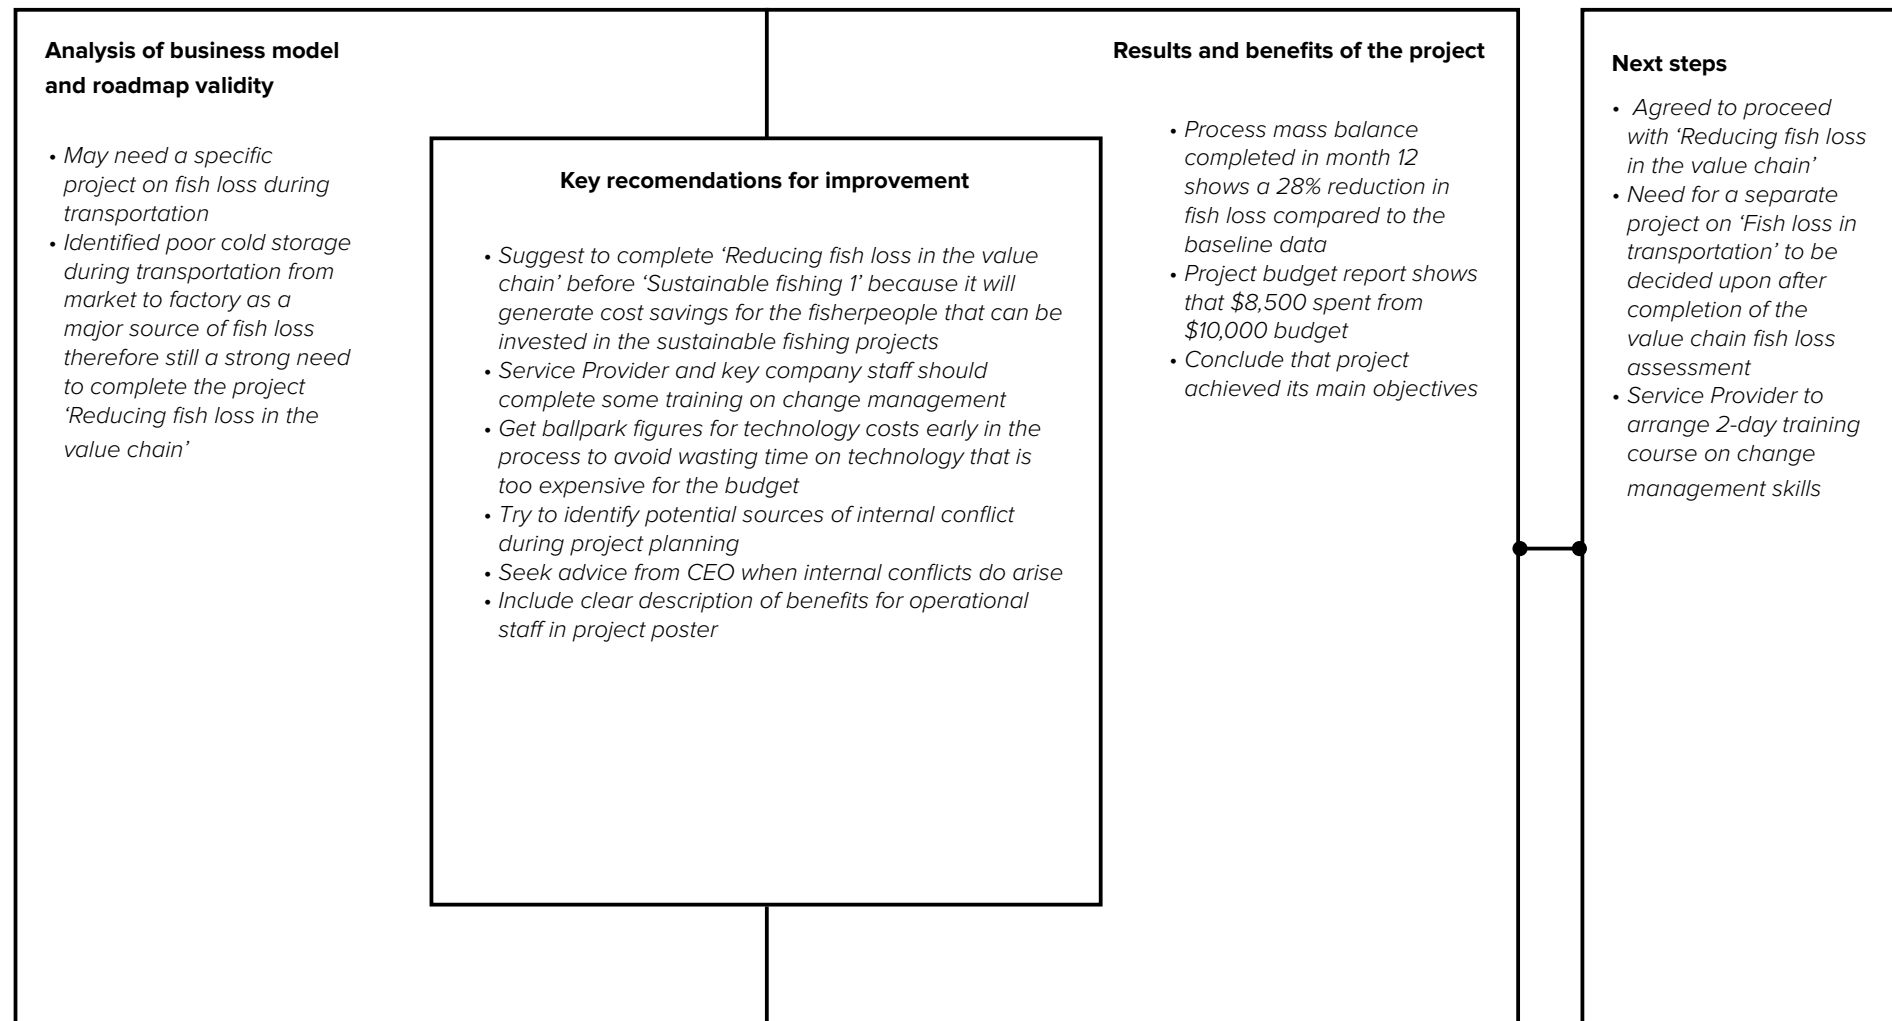 Analysis of business model
and roadmap validity
• May need a specific
project on fish loss during
transportation
• Identified poor cold storage
during transportation from
market to factory as a
major source of fish loss
therefore still a strong need
to complete the project
‘Reducing fish loss in the
value chain’
Key recomendations for improvement
• Suggest to complete ‘Reducing fish loss in the value
chain’ before ‘Sustainable fishing 1’ because it will
generate cost savings for the fisherpeople that can be
invested in the sustainable fishing projects
• Service Provider and key company staff should
complete some training on change management
• Get ballpark figures for technology costs early in the
process to avoid wasting time on technology that is
too expensive for the budget
• Try to identify potential sources of internal conflict
during project planning
• Seek advice from CEO when internal conflicts do arise
• Include clear description of benefits for operational
staff in project poster
Results and benefits of the project
• Process mass balance
completed in month 12
shows a 28% reduction in
fish loss compared to the
baseline data
• Project budget report shows
that $8,500 spent from
$10,000 budget
• Conclude that project
achieved its main objectives
Next steps
• Agreed to proceed
with ‘Reducing fish loss
in the value chain’
• Need for a separate
project on ‘Fish loss in
transportation’ to be
decided upon after
completion of the
value chain fish loss
assessment
• Service Provider to
arrange 2-day training
course on change
management skills